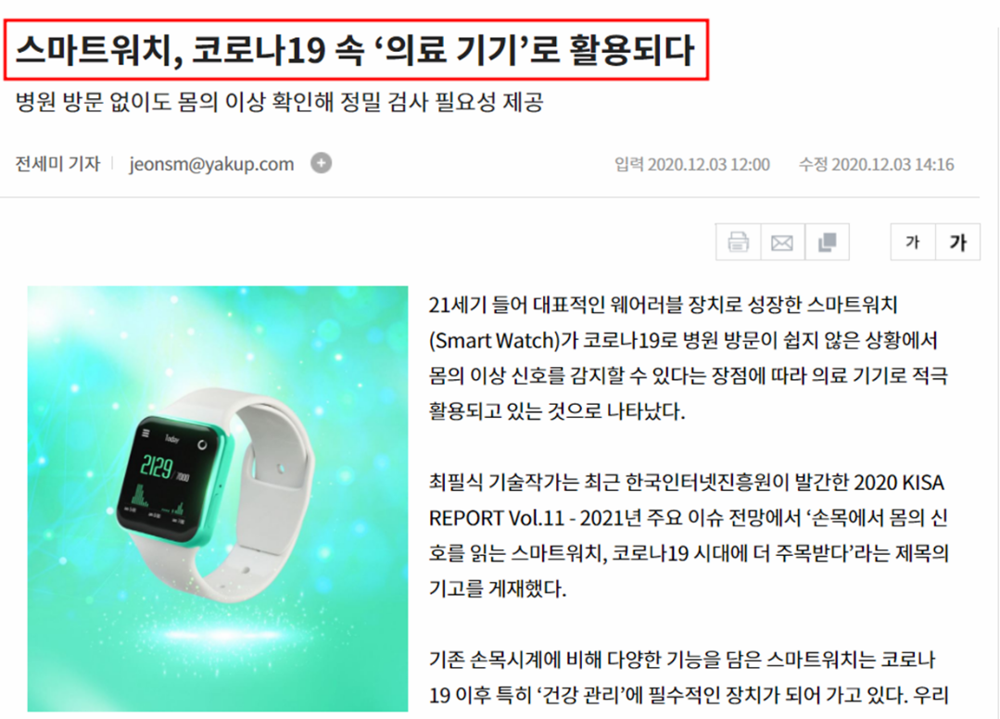 스마트워치, 코로나19 속 ‘의료 기기’로 활용되다
병원 방문 없이도 몸의 이상 확인해 정밀 검사 필요성 제공
전세미 기자 jeonsm@yakup.com
입력 2020.12.03 12:00 수정 2020.12.03 14:16
가 가
21세기 들어 대표적인 웨어러블 장치로 성장한 스마트워치
(Smart Watch)가 코로나19로 병원 방문이 쉽지 않은 상황에서
몸의 이상 신호를 감지할 수 있다는 장점에 따라 의료 기기로 적극
활용되고 있는 것으로 나타났다.
Today
2129 / 7000
최필식 기술작가는 최근 한국인터넷진흥원이 발간한 2020 KISA
REPORT Vol.11 - 2021년 주요 이슈 전망에서 ‘손목에서 몸의 신
호를 읽는 스마트워치, 코로나19 시대에 더 주목받다’라는 제목의
기고를 게재했다.
기존 손목시계에 비해 다양한 기능을 담은 스마트워치는 코로나
19 이후 특히 ‘건강 관리’에 필수적인 장치가 되어 가고 있다. 우리